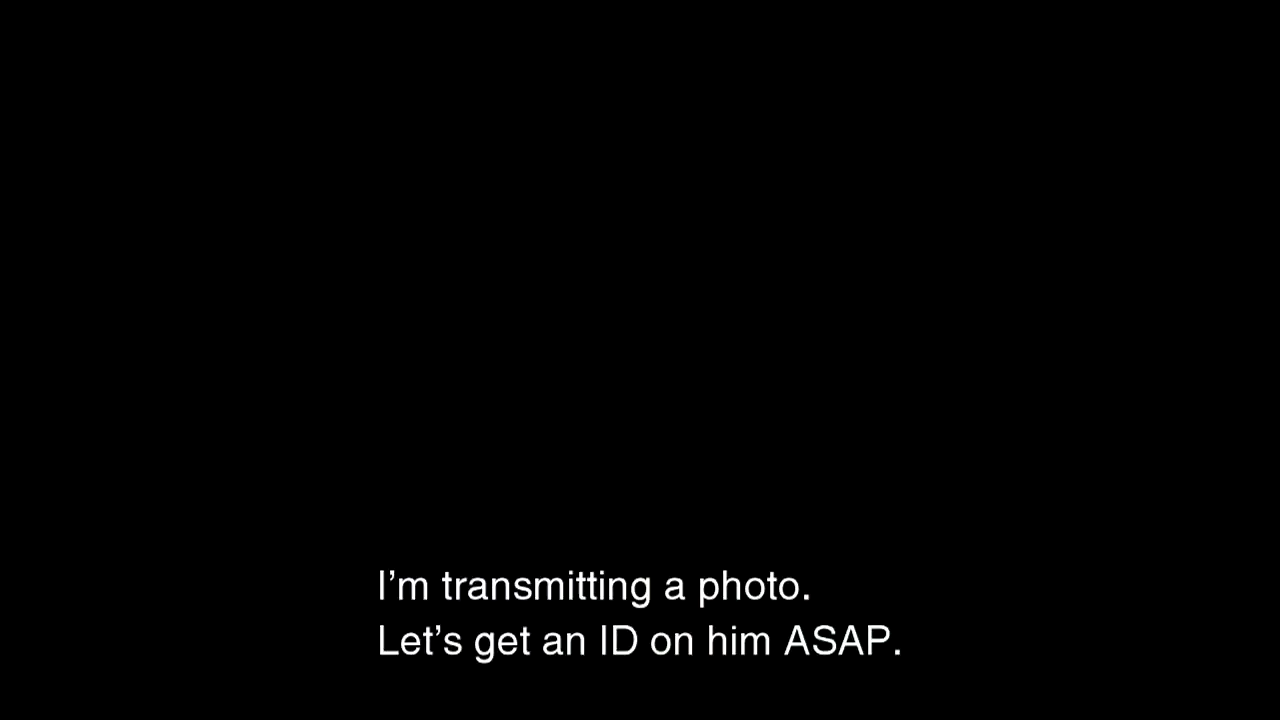 I’m transmitting a photo.
Let’s get an ID on him ASAP.